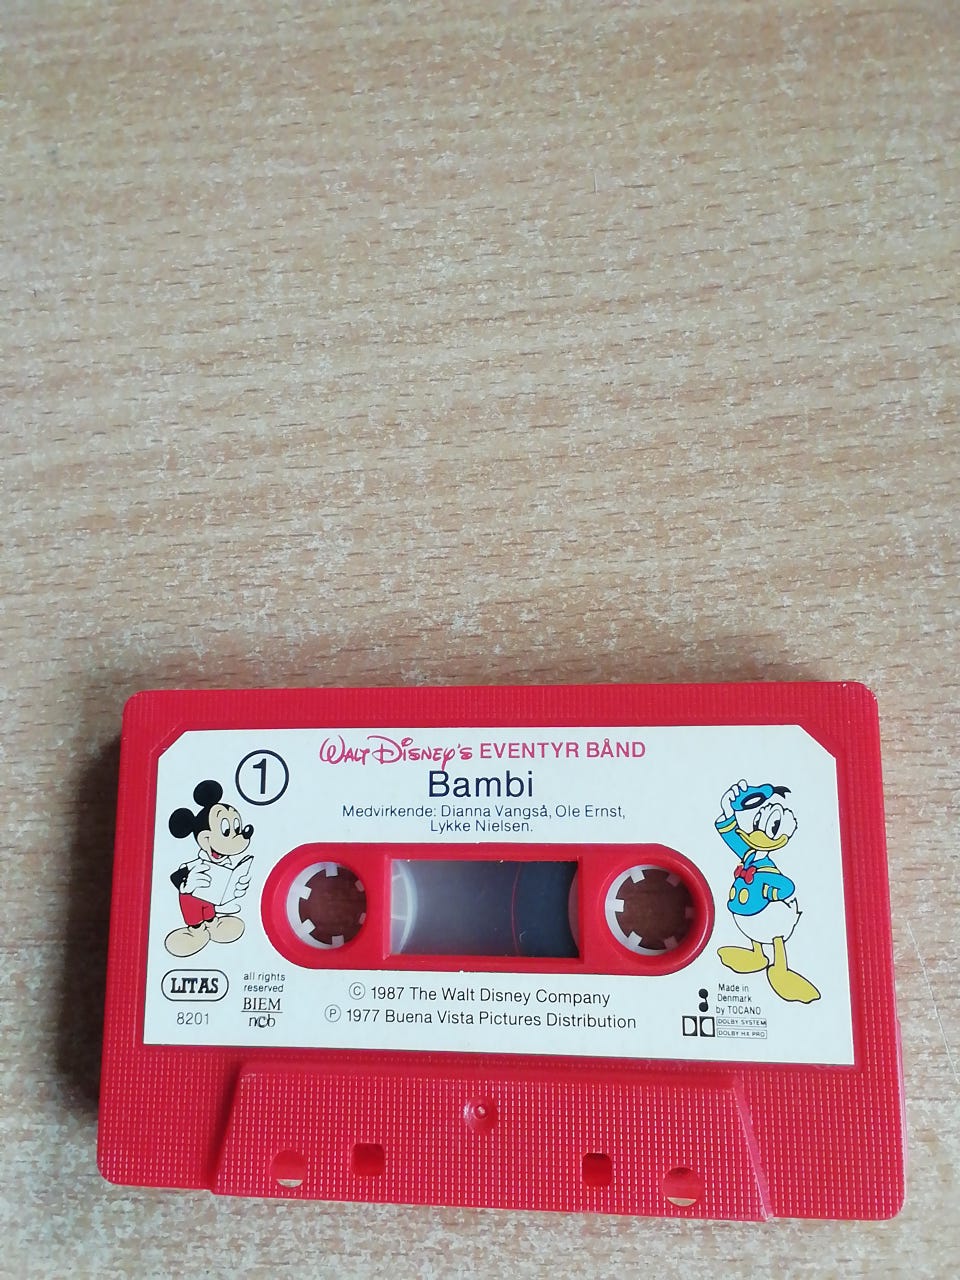 Walt Disney's EVENTYR BÅND
1
Bambi
Medvirkende: Dianna Vangså, Ole Ernst,
Lykke Nielsen.
LITAS
8201
all rights
reserved
BIEM
ncb
© 1987 The Walt Disney Company
℗ 1977 Buena Vista Pictures Distribution
Made in
Denmark
by TOCANO
DOLBY SYSTEM
DOLBY HX PRO